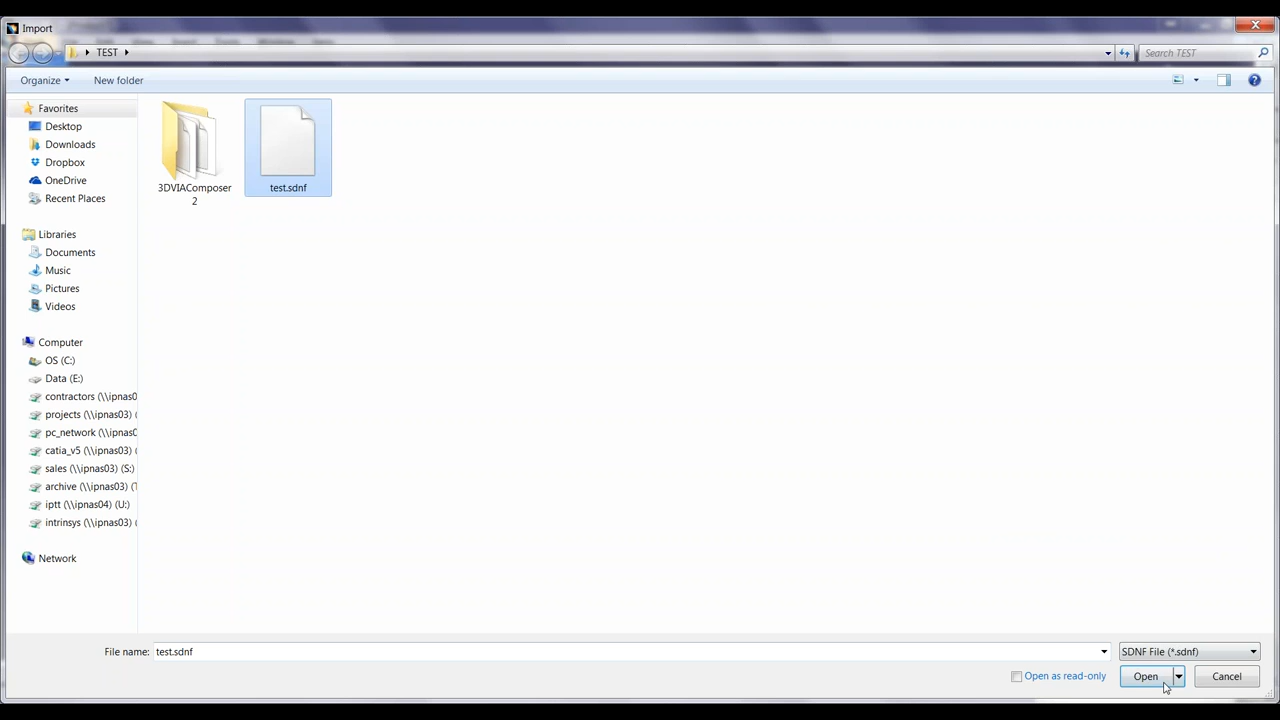 Import
TEST
Search TEST
Organize
New folder
Favorites
Desktop
Downloads
Dropbox
OneDrive
Recent Places
Libraries
Documents
Music
Pictures
Videos
Computer
OS (C:)
Data (E:)
contractors (\\ipnas0
projects (\\ipnas03) (
pc_network (\\ipnas0
catia_v5 (\\ipnas03) (
sales (\\ipnas03) (S:)
archive (\\ipnas03) (T
iptt (\\ipnas04) (U:)
intrinsys (\\ipnas03) (
Network
3DVIAComposer
2
test.sdnf
File name: test.sdnf
SDNF File (*.sdnf)
Open as read-only
Open
Cancel